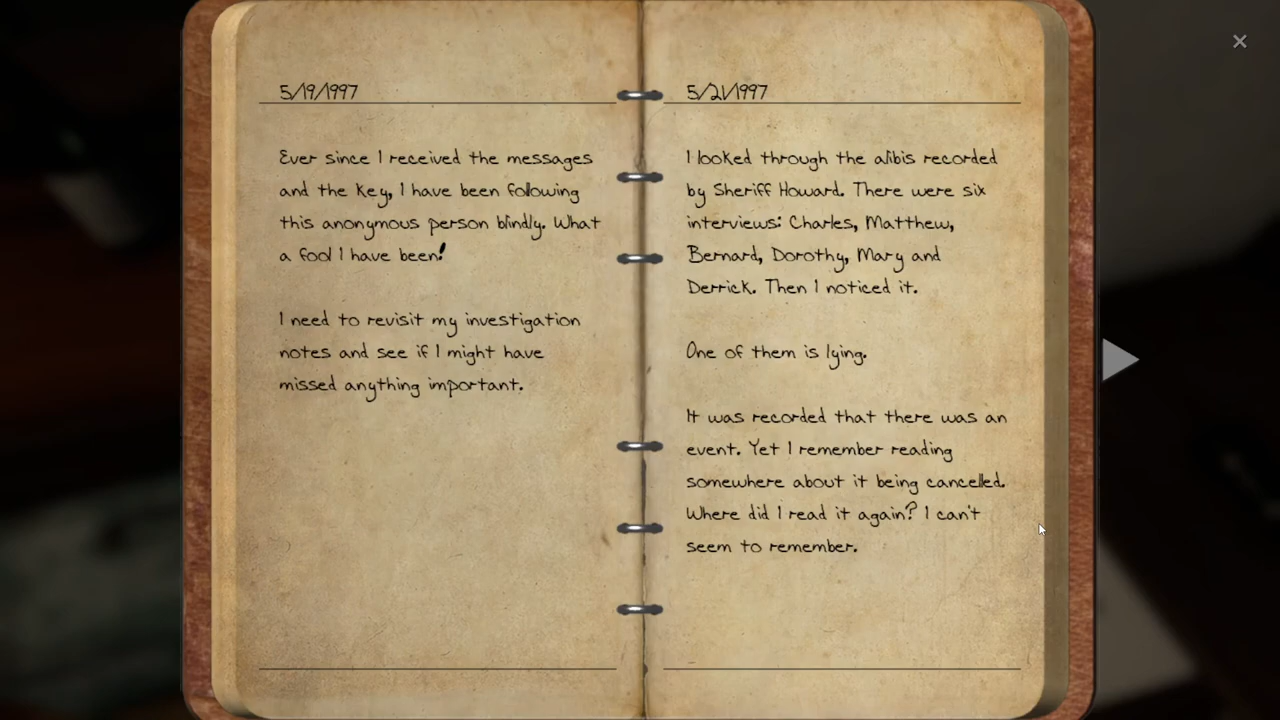 5/19/1997
Ever since I received the messages
and the key, I have been following
this anonymous person blindly. What
a fool I have been!
I need to revisit my investigation
notes and see if I might have
missed anything important.
5/21/1997
I looked through the alibis recorded
by Sheriff Howard. There were six
interviews: Charles, Matthew,
Bernard, Dorothy, Mary and
Derrick. Then I noticed it.
One of them is lying.
It was recorded that there was an
event. Yet I remember reading
somewhere about it being cancelled.
Where did I read it again? I can't
seem to remember.